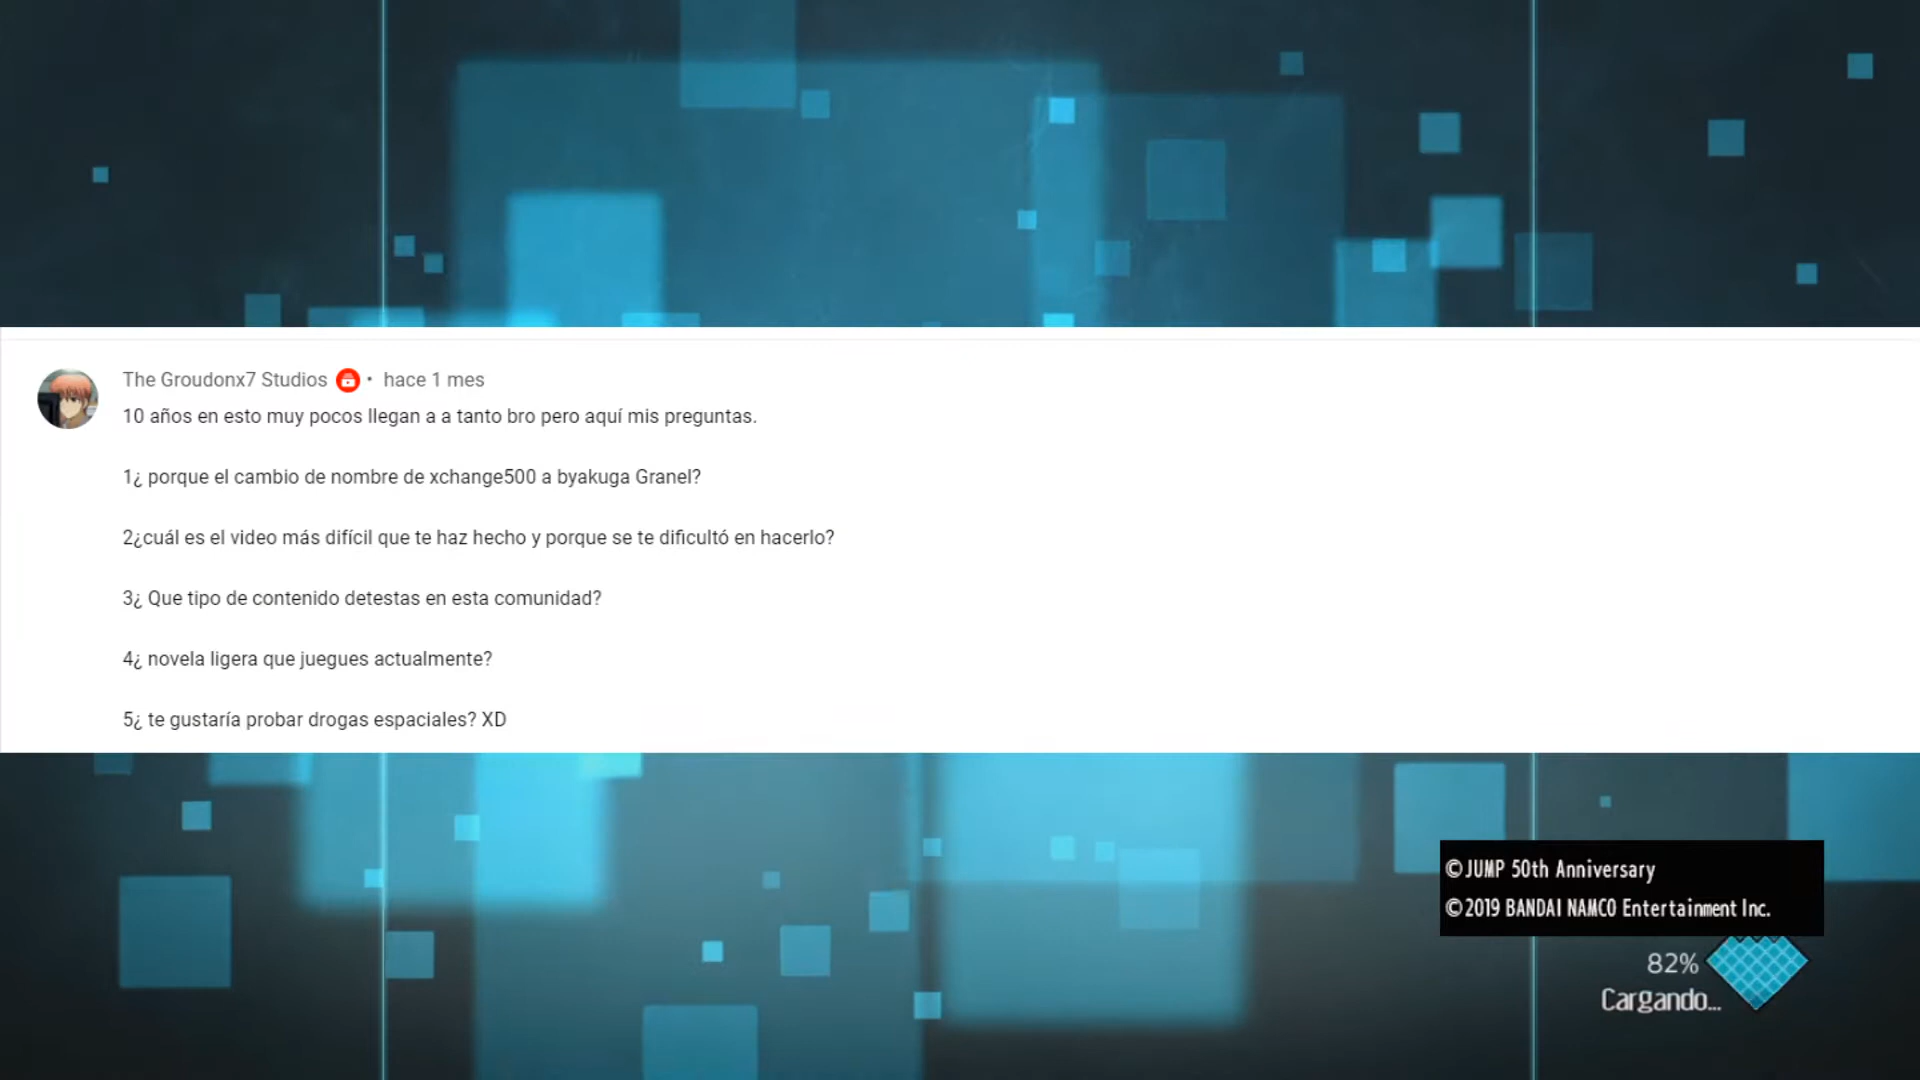 The Groudonx7 Studios • hace 1 mes
10 años en esto muy pocos llegan a a tanto bro pero aquí mis preguntas.
1¿ porque el cambio de nombre de xchange500 a byakuga Granel?
2¿cuál es el video más difícil que te haz hecho y porque se te dificultó en hacerlo?
3¿ Que tipo de contenido detestas en esta comunidad?
4¿ novela ligera que juegues actualmente?
5¿ te gustaría probar drogas espaciales? XD
©JUMP 50th Anniversary
©2019 BANDAI NAMCO Entertainment Inc.
82%
Cargando...